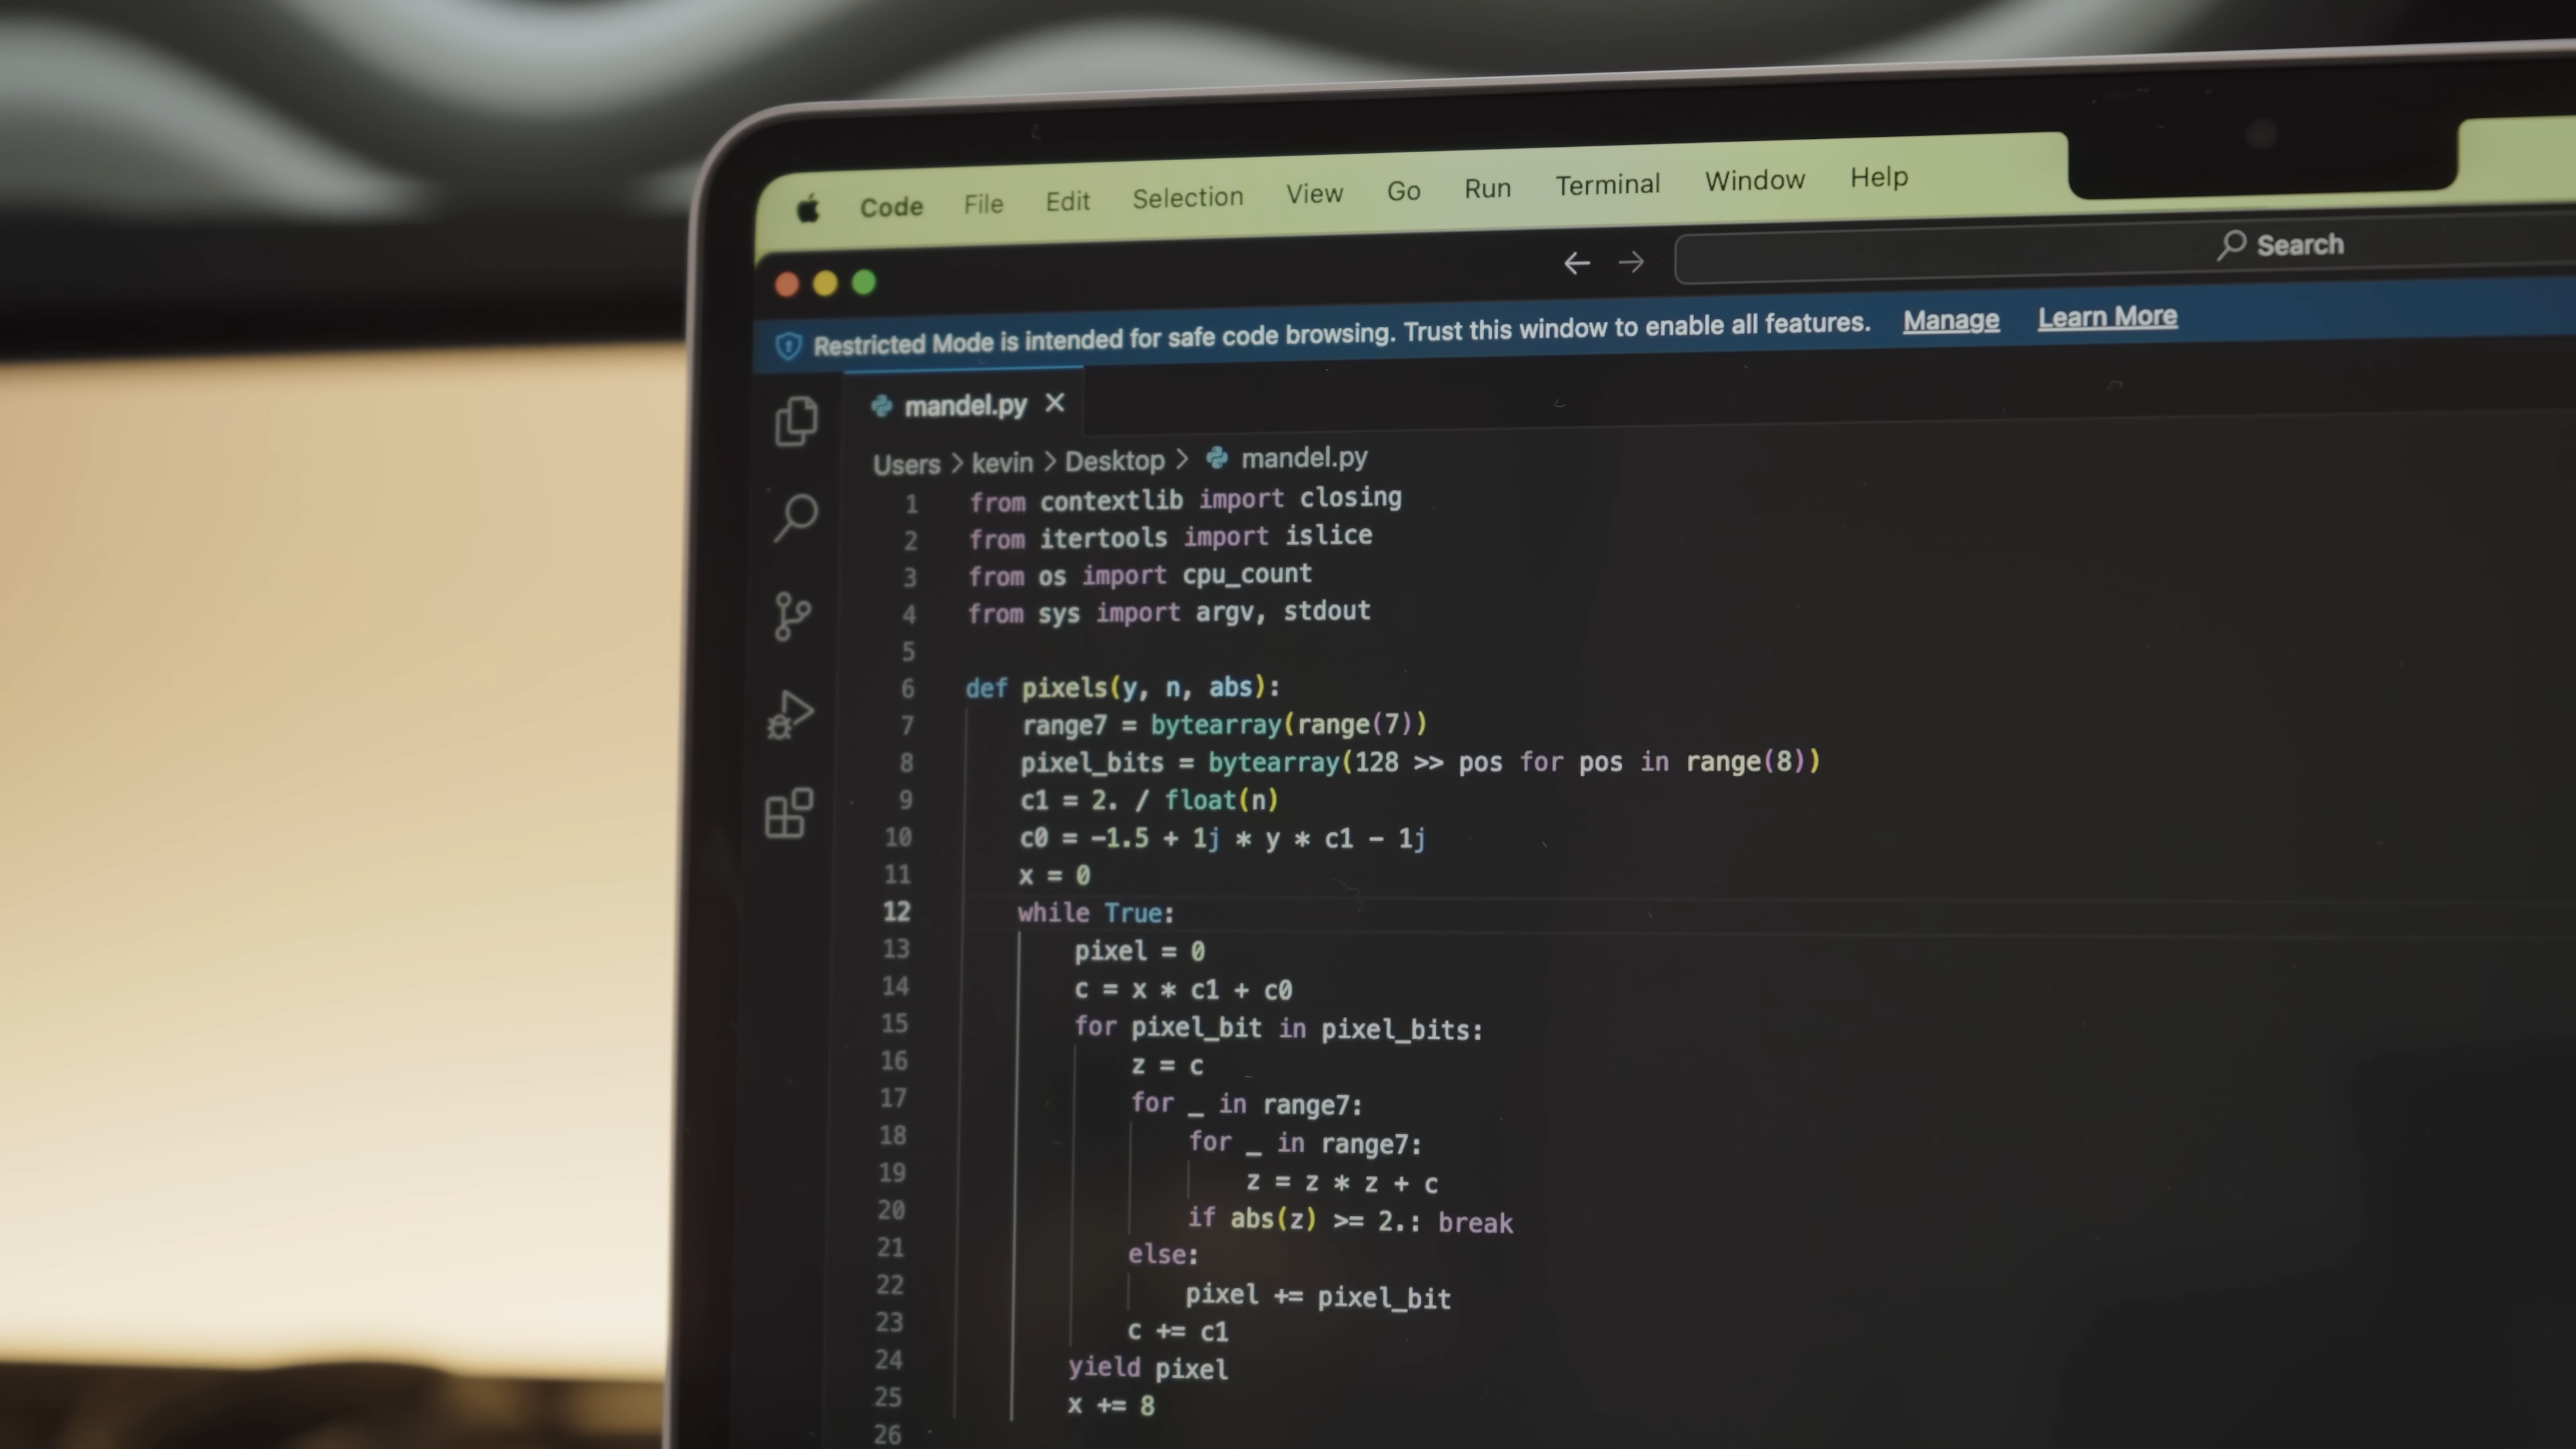 Code File Edit Selection View Go Run Terminal Window Help
Search
Restricted Mode is intended for safe code browsing. Trust this window to enable all features. Manage Learn More
mandel.py
Users > kevin > Desktop > mandel.py
1 from contextlib import closing
2 from itertools import islice
3 from os import cpu_count
4 from sys import argv, stdout
5
6 def pixels(y, n, abs):
7     range7 = bytearray(range(7))
8     pixel_bits = bytearray(128 >> pos for pos in range(8))
9     c1 = 2. / float(n)
10     c0 = -1.5 + 1j * y * c1 - 1j
11     x = 0
12     while True:
13         pixel = 0
14         c = x * c1 + c0
15         for pixel_bit in pixel_bits:
16             z = c
17             for _ in range7:
18                 for _ in range7:
19                     z = z * z + c
20                 if abs(z) >= 2.: break
21             else:
22                 pixel += pixel_bit
23             c += c1
24         yield pixel
25         x += 8
26